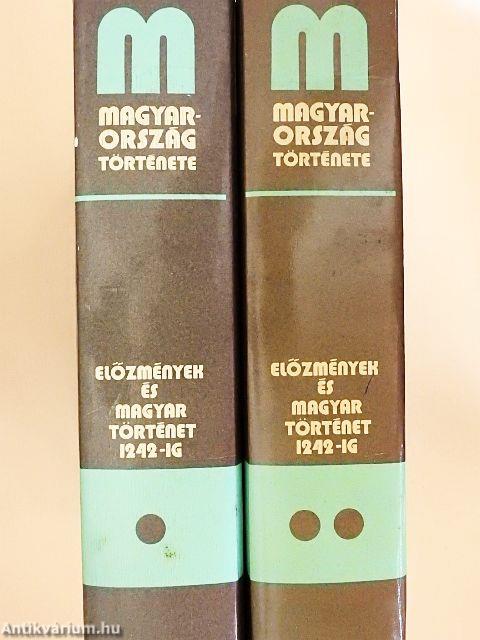 m
MAGYAR-
ORSZÁG
TÖRTÉNETE
ELŐZMÉNYEK
ÉS
MAGYAR
TÖRTÉNET
1242-IG
m
MAGYAR-
ORSZÁG
TÖRTÉNETE
ELŐZMÉNYEK
ÉS
MAGYAR
TÖRTÉNET
1242-IG
Antikvárium.hu